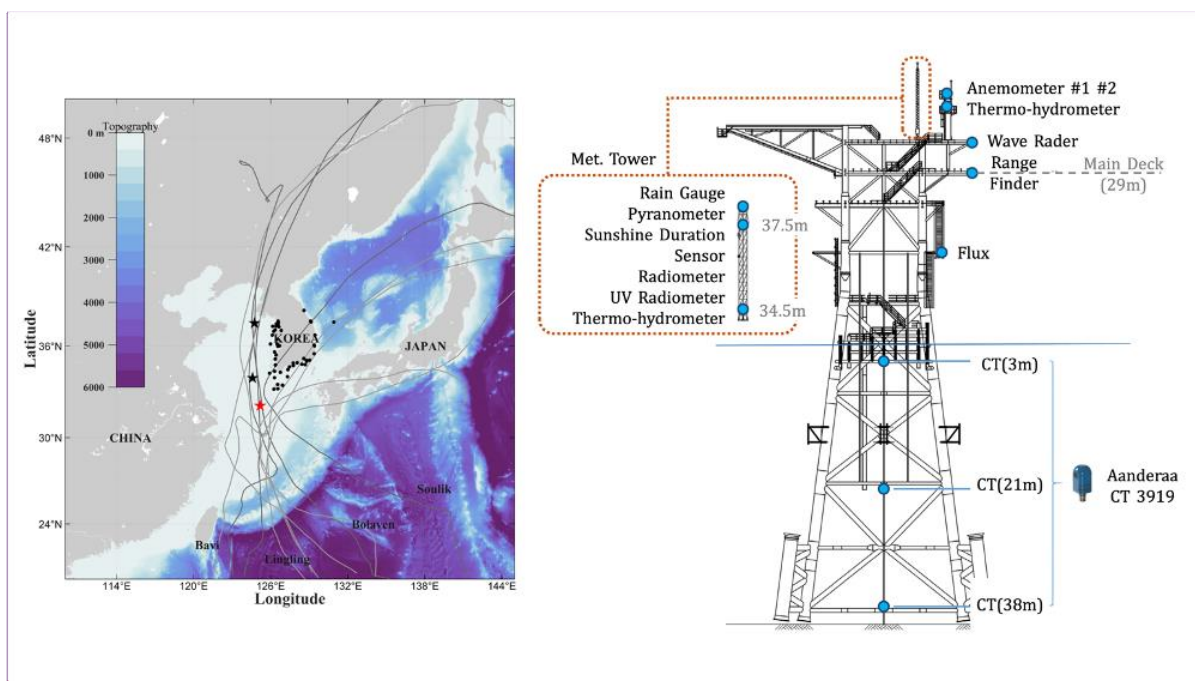 Topography
0 m
1000
2000
3000
4000
5000
6000
48°N
42°N
36°N
30°N
24°N
Latitude
114°E
120°E
126°E
132°E
138°E
144°E
Longitude
KOREA
JAPAN
CHINA
Soulik
Bolaven
Bavi
Lingling
Anemometer #1 #2
Thermo-hydrometer
Wave Rader
Range
Finder
Main Deck
(29m)
Met. Tower
Rain Gauge
Pyranometer
37.5m
Sunshine Duration
Sensor
Radiometer
UV Radiometer
34.5m
Thermo-hydrometer
Flux
CT(3m)
CT(21m)
Aanderaa
CT 3919
CT(38m)